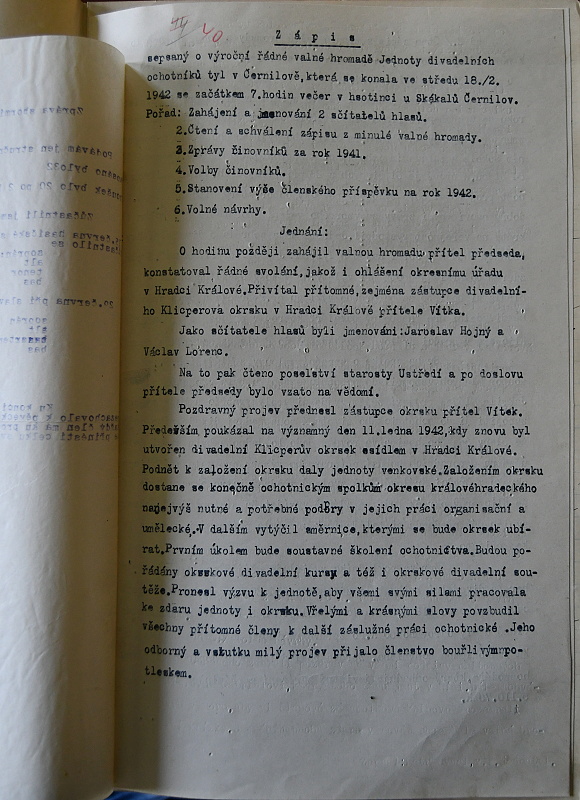 Z á p i s
sepsaný o výroční řádné valné hromadě Jednoty divadelních
ochotníků tyl v Černilově,která se konala ve středu 18./2.
1942 se začátkem 7.hodin večer v hsotinci u Skákalů Černilov.
Pořad: Zahájení a jmenování 2 sčítatelů hlasů.
2.Čtení a schválení zápisu z minulé valné hromady.
3.Zprávy činovníků za rok 1941.
4.Volby činovníků.
5.Stanovení výše členského příspěvku na rok 1942.
6.Volné návrhy.
Jednání:
O hodinu později zahájil valnou hromadu přítel předseda,
konstatoval řádné svolání,jakož i ohlášení okresnímu úřadu
v Hradci Králové.Přivítal přítomné,zejména zástupce divadelní-
ho Klicperova okrsku v Hradci Králové přítele Vítka.
Jako sčítatele hlasů byli jmenováni:Jaroslav Hojný a
Václav Lorenc.
Na to pak čteno poselství starosty Ústředí a po doslovu
přítele předsedy bylo vzato na vědomí.
Pozdravný projev přednesl zástupce okrsku přítel Vítek.
Především poukázal na významný den 11.ledna 1942,kdy znovu byl
utvořen divadelní Klicperův okrsek ssídlem v Hradci Králové.
Podnět k založení okrsku daly jednoty venkovské.Založením okrsku
dostane se konečně ochotnickým spolkům okresu královéhradeckého
nanejvýš nutné a potřebné podpěry v jejich práci organisační a
umělecké.V dalším vytýčil směrnice,kterými se bude okrsek ubí-
rat.Prvním úkolem bude soustavné školení ochotnictva.Budou po-
řádány okrskové divadelní kursy a též i okrskové divadelní sou-
těže.Pronesl výzvu k jednotě,aby všemi svými silami pracovala
ke zdaru jednoty i okrsku.Vřelými a krásnými slovy povzbudil
všechny přítomné členy k další záslužné práci ochotnické .Jeho
odborný a vskutku milý projev přijalo členstvo bouřlivým po-
tleskem.